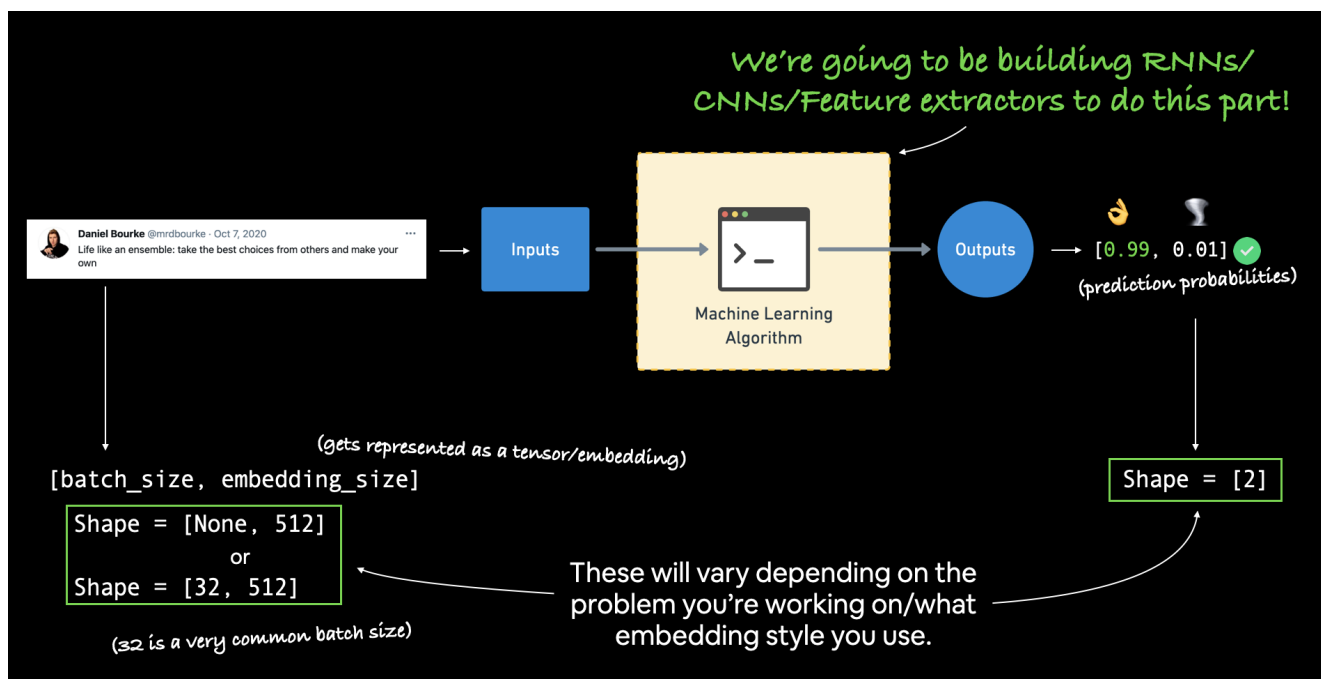 We're going to be building RNNs/
CNNs/Feature extractors to do this part!
Daniel Bourke @mrdbourke · Oct 7, 2020
Life like an ensemble: take the best choices from others and make your
own
Inputs
Machine Learning
Algorithm
Outputs
[0.99, 0.01]
(prediction probabilities)
(gets represented as a tensor/embedding)
[batch_size, embedding_size]
Shape = [None, 512]
or
Shape = [32, 512]
(32 is a very common batch size)
Shape = [2]
These will vary depending on the
problem you're working on/what
embedding style you use.